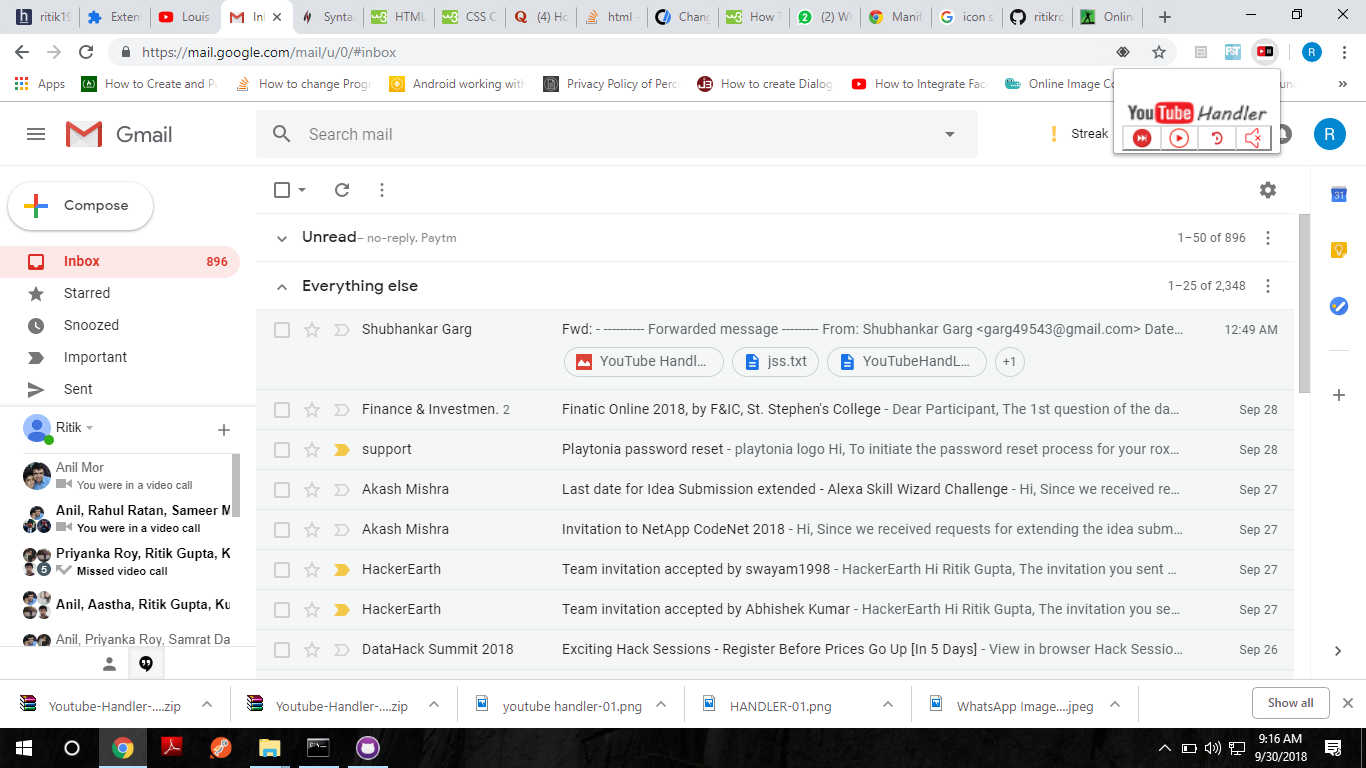 ritik19
Exten
Louis
Inb
Synta
HTML
CSS C
(4) Ho
html -
Chang
How T
(2) W
Manif
icon s
ritikro
Onlin
https://mail.google.com/mail/u/0/#inbox
R
Apps
How to Create and Pu
How to change Progr
Android working with
Privacy Policy of Perc
How to create Dialog
How to Integrate Fac
Online Image Co
YouTube Handler
Gmail
Search mail
Streak
R
Compose
31
Unread – no-reply, Paytm
1–50 of 896
Inbox 896
Everything else
1–25 of 2,348
Starred
Snoozed
Important
Sent
Shubhankar Garg
Fwd: - ---------- Forwarded message --------- From: Shubhankar Garg <garg49543@gmail.com> Date…
12:49 AM
YouTube Handl…
jss.txt
YouTubeHandL…
+1
Finance & Investmen. 2
Finatic Online 2018, by F&IC, St. Stephen's College - Dear Participant, The 1st question of the da…
Sep 28
support
Playtonia password reset - playtonia logo Hi, To initiate the password reset process for your rox…
Sep 28
Akash Mishra
Last date for Idea Submission extended - Alexa Skill Wizard Challenge - Hi, Since we received re…
Sep 27
Akash Mishra
Invitation to NetApp CodeNet 2018 - Hi, Since we received requests for extending the idea subm…
Sep 27
HackerEarth
Team invitation accepted by swayam1998 - HackerEarth Hi Ritik Gupta, The invitation you sent …
Sep 27
HackerEarth
Team invitation accepted by Abhishek Kumar - HackerEarth Hi Ritik Gupta, The invitation you se…
Sep 27
DataHack Summit 2018
Exciting Hack Sessions - Register Before Prices Go Up [In 5 Days] - View in browser Hack Sessio…
Sep 26
Ritik
Anil Mor
You were in a video call
Anil, Rahul Ratan, Sameer M
You were in a video call
Priyanka Roy, Ritik Gupta, K
5
Missed video call
Anil, Aastha, Ritik Gupta, Ku
Anil, Priyanka Roy, Samrat Da
Youtube-Handler-....zip
Youtube-Handler-....zip
youtube handler-01.png
HANDLER-01.png
WhatsApp Image....jpeg
Show all
9:16 AM
9/30/2018